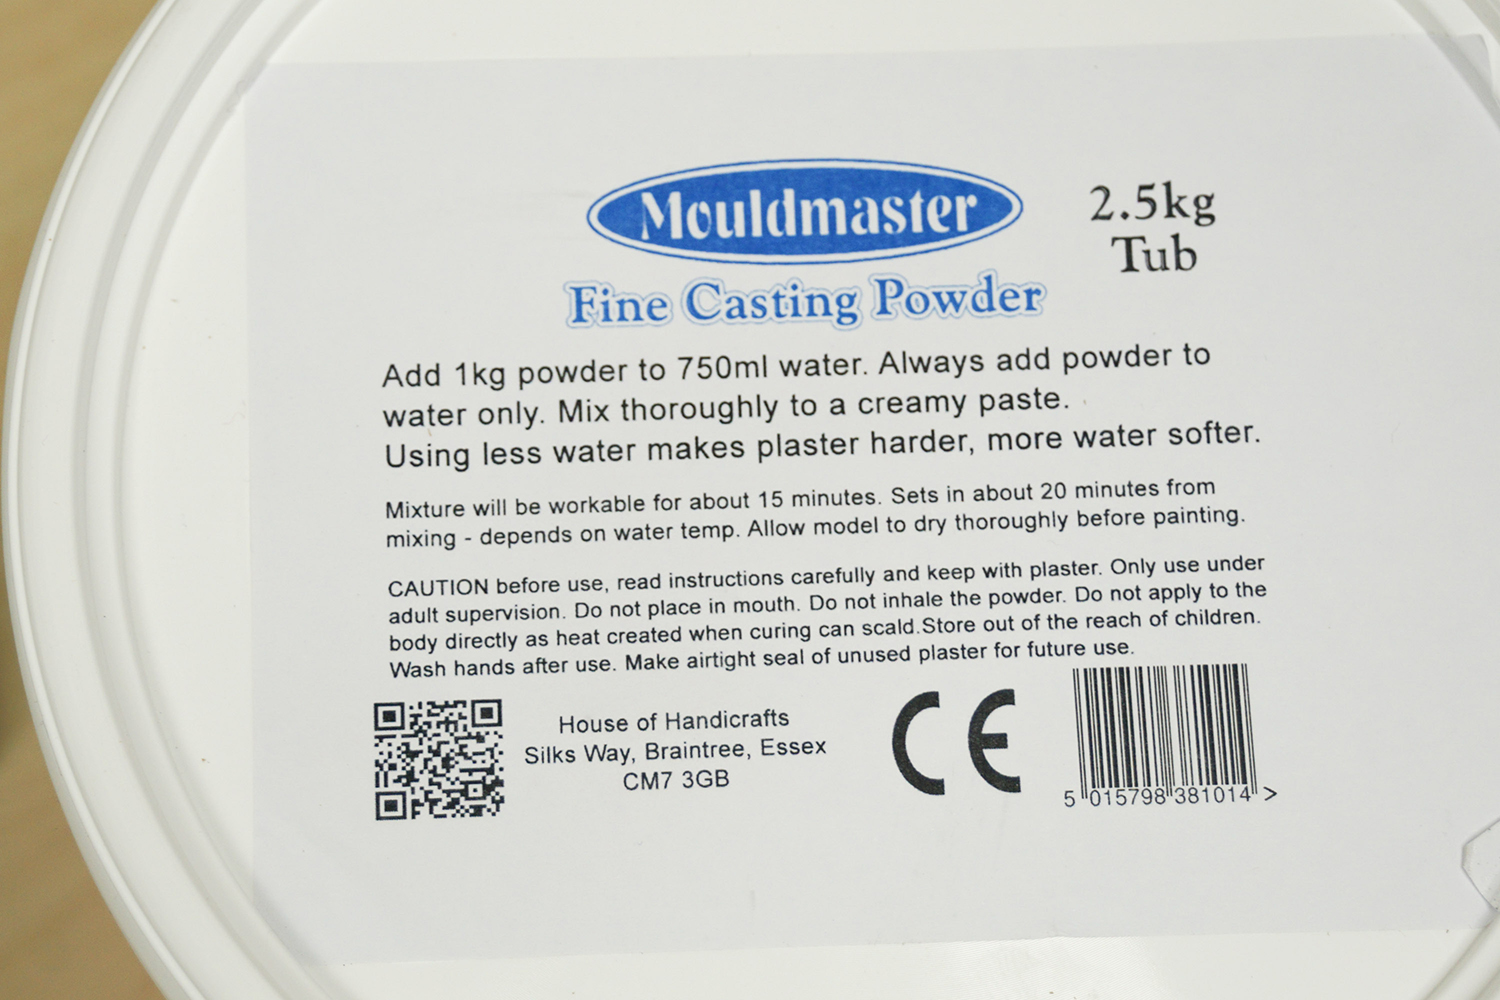 Mouldmaster
2.5kg
Tub
Fine Casting Powder
Add 1kg powder to 750ml water. Always add powder to
water only. Mix thoroughly to a creamy paste.
Using less water makes plaster harder, more water softer.
Mixture will be workable for about 15 minutes. Sets in about 20 minutes from
mixing - depends on water temp. Allow model to dry thoroughly before painting.
CAUTION before use, read instructions carefully and keep with plaster. Only use under
adult supervision. Do not place in mouth. Do not inhale the powder. Do not apply to the
body directly as heat created when curing can scald.Store out of the reach of children.
Wash hands after use. Make airtight seal of unused plaster for future use.
House of Handicrafts
Silks Way, Braintree, Essex
CM7 3GB
CE
5 015798 381014 >